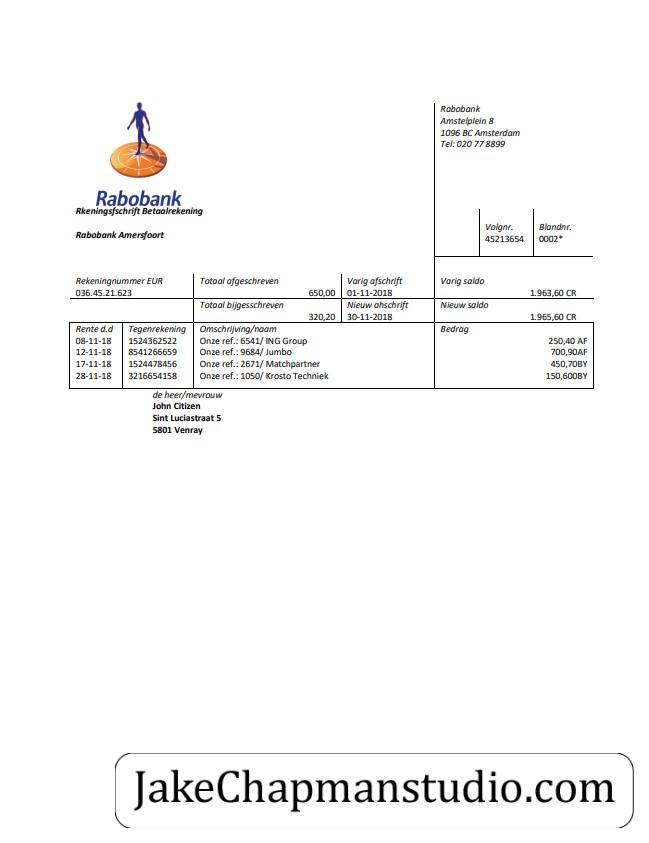 Rabobank
Amstelplein 8
1096 BC Amsterdam
Tel: 020 77 8899
Rabobank
Rkeningsfschrift Betaalrekening
Rabobank Amersfoort
Volgnr. Blandnr.
45213654 0002*
Rekeningnummer EUR Totaal afgeschreven Varig afschrift Varig saldo
036.45.21.623 650,00 01-11-2018 1.963,60 CR
Totaal bijgesschreven Nieuw ahschrift Nieuw saldo
320,20 30-11-2018 1.965,60 CR
Rente d.d Tegenrekening Omschrijving/naam Bedrag
08-11-18 1524362522 Onze ref.: 6541/ ING Group 250,40 AF
12-11-18 8541266659 Onze ref.: 9684/ Jumbo 700,90AF
17-11-18 1524478456 Onze ref.: 2671/ Matchpartner 450,70BY
28-11-18 3216654158 Onze ref.: 1050/ Krosto Techniek 150,600BY
de heer/mevrouw
John Citizen
Sint Luciastraat 5
5801 Venray
JakeChapmanstudio.com